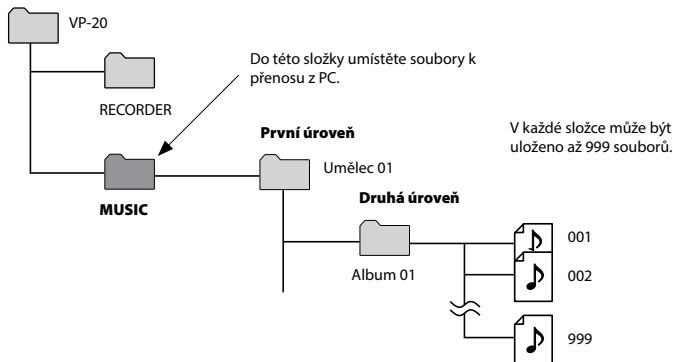 VP-20
Do této složky umístěte soubory k
přenosu z PC.
RECORDER
První úroveň
V každé složce může být
uloženo až 999 souborů.
Umělec 01
MUSIC
Druhá úroveň
001
Album 01
002
999